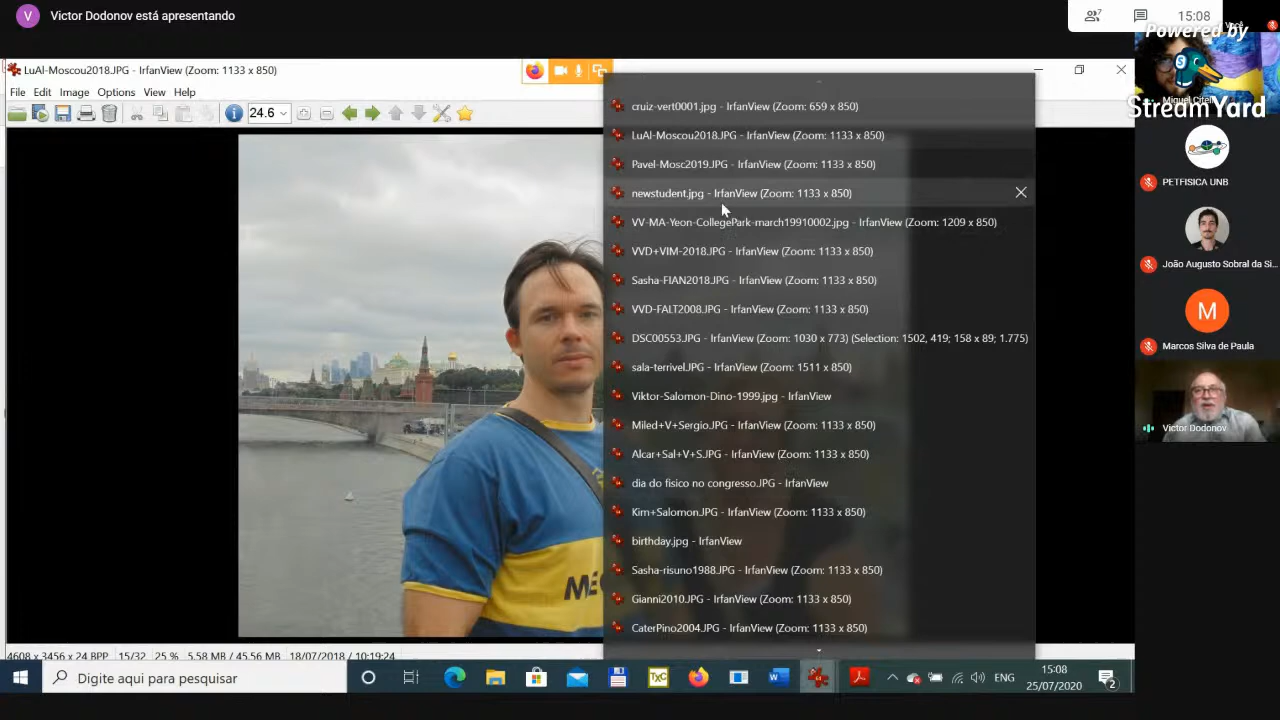 V Victor Dodonov está apresentando
7
15:08
Você
Powered by
StreamYard
LuAl-Moscou2018.JPG - IrfanView (Zoom: 1133 x 850)
File Edit Image Options View Help
24.6
cruiz-vert0001.jpg - IrfanView (Zoom: 659 x 850)
LuAl-Moscou2018.JPG - IrfanView (Zoom: 1133 x 850)
Pavel-Mosc2019.JPG - IrfanView (Zoom: 1133 x 850)
newstudent.jpg - IrfanView (Zoom: 1133 x 850)
VV-MA-Yeon-CollegePark-march19910002.jpg - IrfanView (Zoom: 1209 x 850)
VVD+VIM-2018.JPG - IrfanView (Zoom: 1133 x 850)
Sasha-FIAN2018.JPG - IrfanView (Zoom: 1133 x 850)
VVD-FALT2008.JPG - IrfanView (Zoom: 1133 x 850)
DSC00553.JPG - IrfanView (Zoom: 1030 x 773) (Selection: 1502, 419; 158 x 89; 1.775)
sala-terrivel.JPG - IrfanView (Zoom: 1511 x 850)
Viktor-Salomon-Dino-1999.jpg - IrfanView
Miled+V+Sergio.JPG - IrfanView (Zoom: 1133 x 850)
Alcar+Sal+V+S.JPG - IrfanView (Zoom: 1133 x 850)
dia do fisico no congresso.JPG - IrfanView
Kim+Salomon.JPG - IrfanView (Zoom: 1133 x 850)
birthday.jpg - IrfanView
Sasha-risuno1988.JPG - IrfanView (Zoom: 1133 x 850)
Gianni2010.JPG - IrfanView (Zoom: 1133 x 850)
CaterPino2004.JPG - IrfanView (Zoom: 1133 x 850)
PETFISICA UNB
João Augusto Sobral da Si...
M
Marcos Silva de Paula
Victor Dodonov
4608 x 3456 x 24 BPP 15/32 25 % 5.58 MB / 45.56 MB 18/07/2018 / 10:19:24
Digite aqui para pesquisar
TXC
ENG
15:08
25/07/2020
2